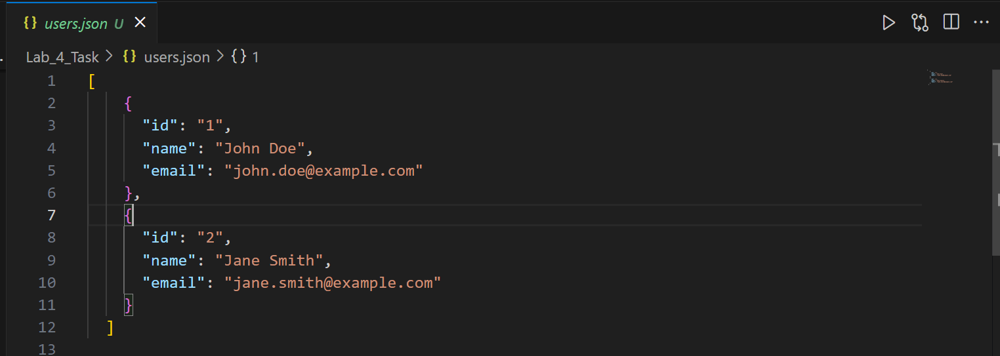 {} users.json U ×
Lab_4_Task > {} users.json > {} 1
1 [
2 {
3 "id": "1",
4 "name": "John Doe",
5 "email": "john.doe@example.com"
6 },
7 {
8 "id": "2",
9 "name": "Jane Smith",
10 "email": "jane.smith@example.com"
11 }
12 ]
13